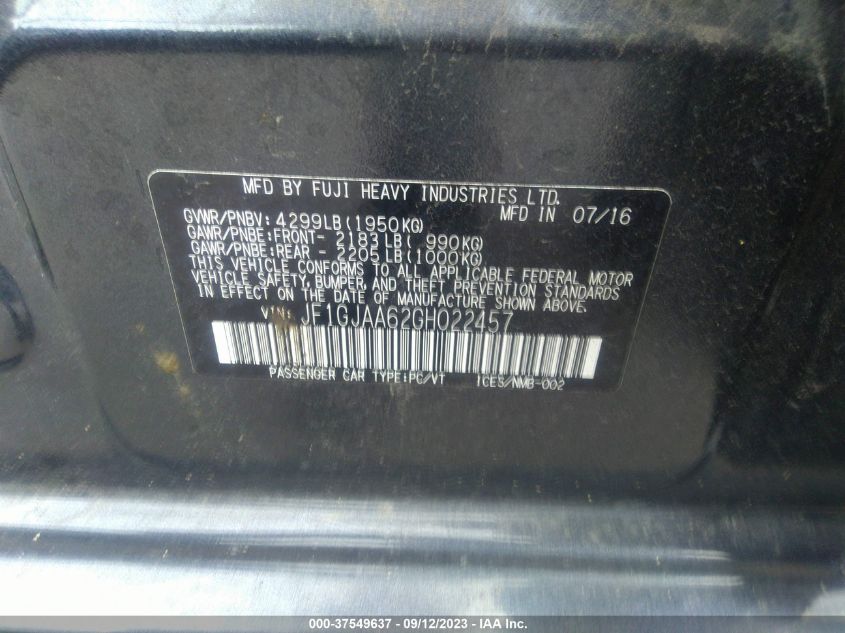 MFD BY FUJI HEAVY INDUSTRIES LTD.
MFD IN 07/16
GVWR/PNBV: 4299LB(1950KG)
GAWR/PNBE:FRONT- 2183LB( 990KG)
GAWR/PNBE:REAR - 2205LB(1000KG)
THIS VEHICLE CONFORMS TO ALL APPLICABLE FEDERAL MOTOR
VEHICLE SAFETY, BUMPER, AND THEFT PREVENTION STANDARDS
IN EFFECT ON THE DATE OF MANUFACTURE SHOWN ABOVE.
VIN: JF1GJAA62GH022457
PASSENGER CAR TYPE:PC/VT ICES/NMB-002
000-37549637 - 09/12/2023 - IAA Inc.